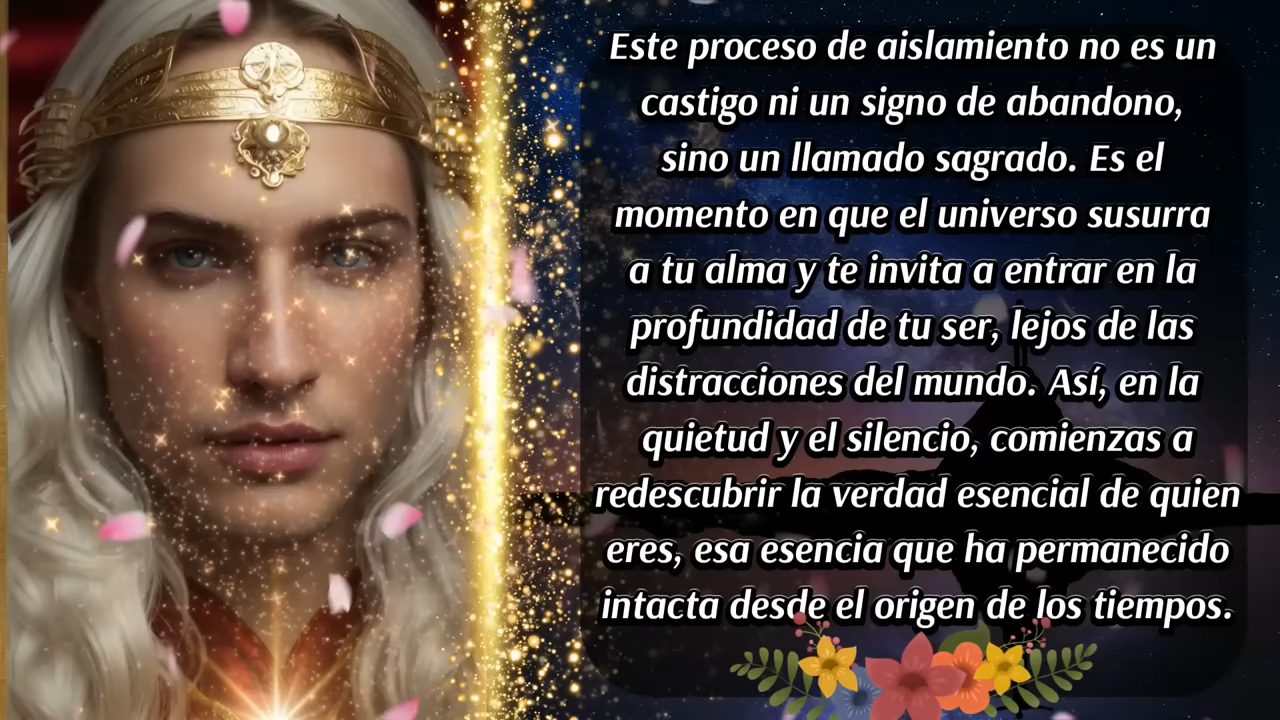 Este proceso de aislamiento no es un
castigo ni un signo de abandono,
sino un llamado sagrado. Es el
momento en que el universo susurra
a tu alma y te invita a entrar en la
profundidad de tu ser, lejos de las
distracciones del mundo. Así, en la
quietud y el silencio, comienzas a
redescubrir la verdad esencial de quien
eres, esa esencia que ha permanecido
intacta desde el origen de los tiempos.